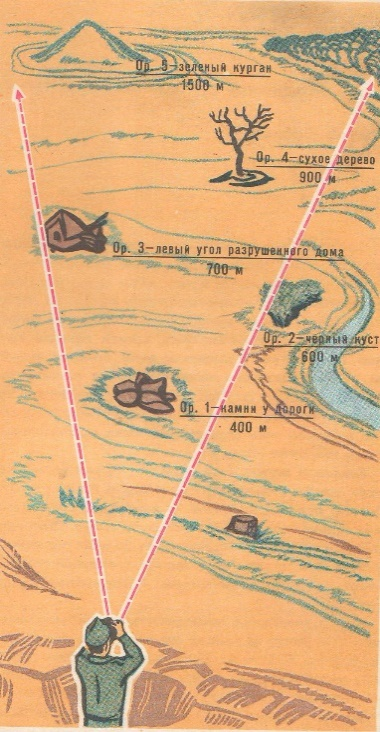 Ор. 5—зеленый курган
1500 м
Ор. 4—сухое дерево
900 м
Ор. 3—левый угол разрушенного дома
700 м
Ор. 2—черный куст
600 м
Ор. 1—камни у дороги
400 м